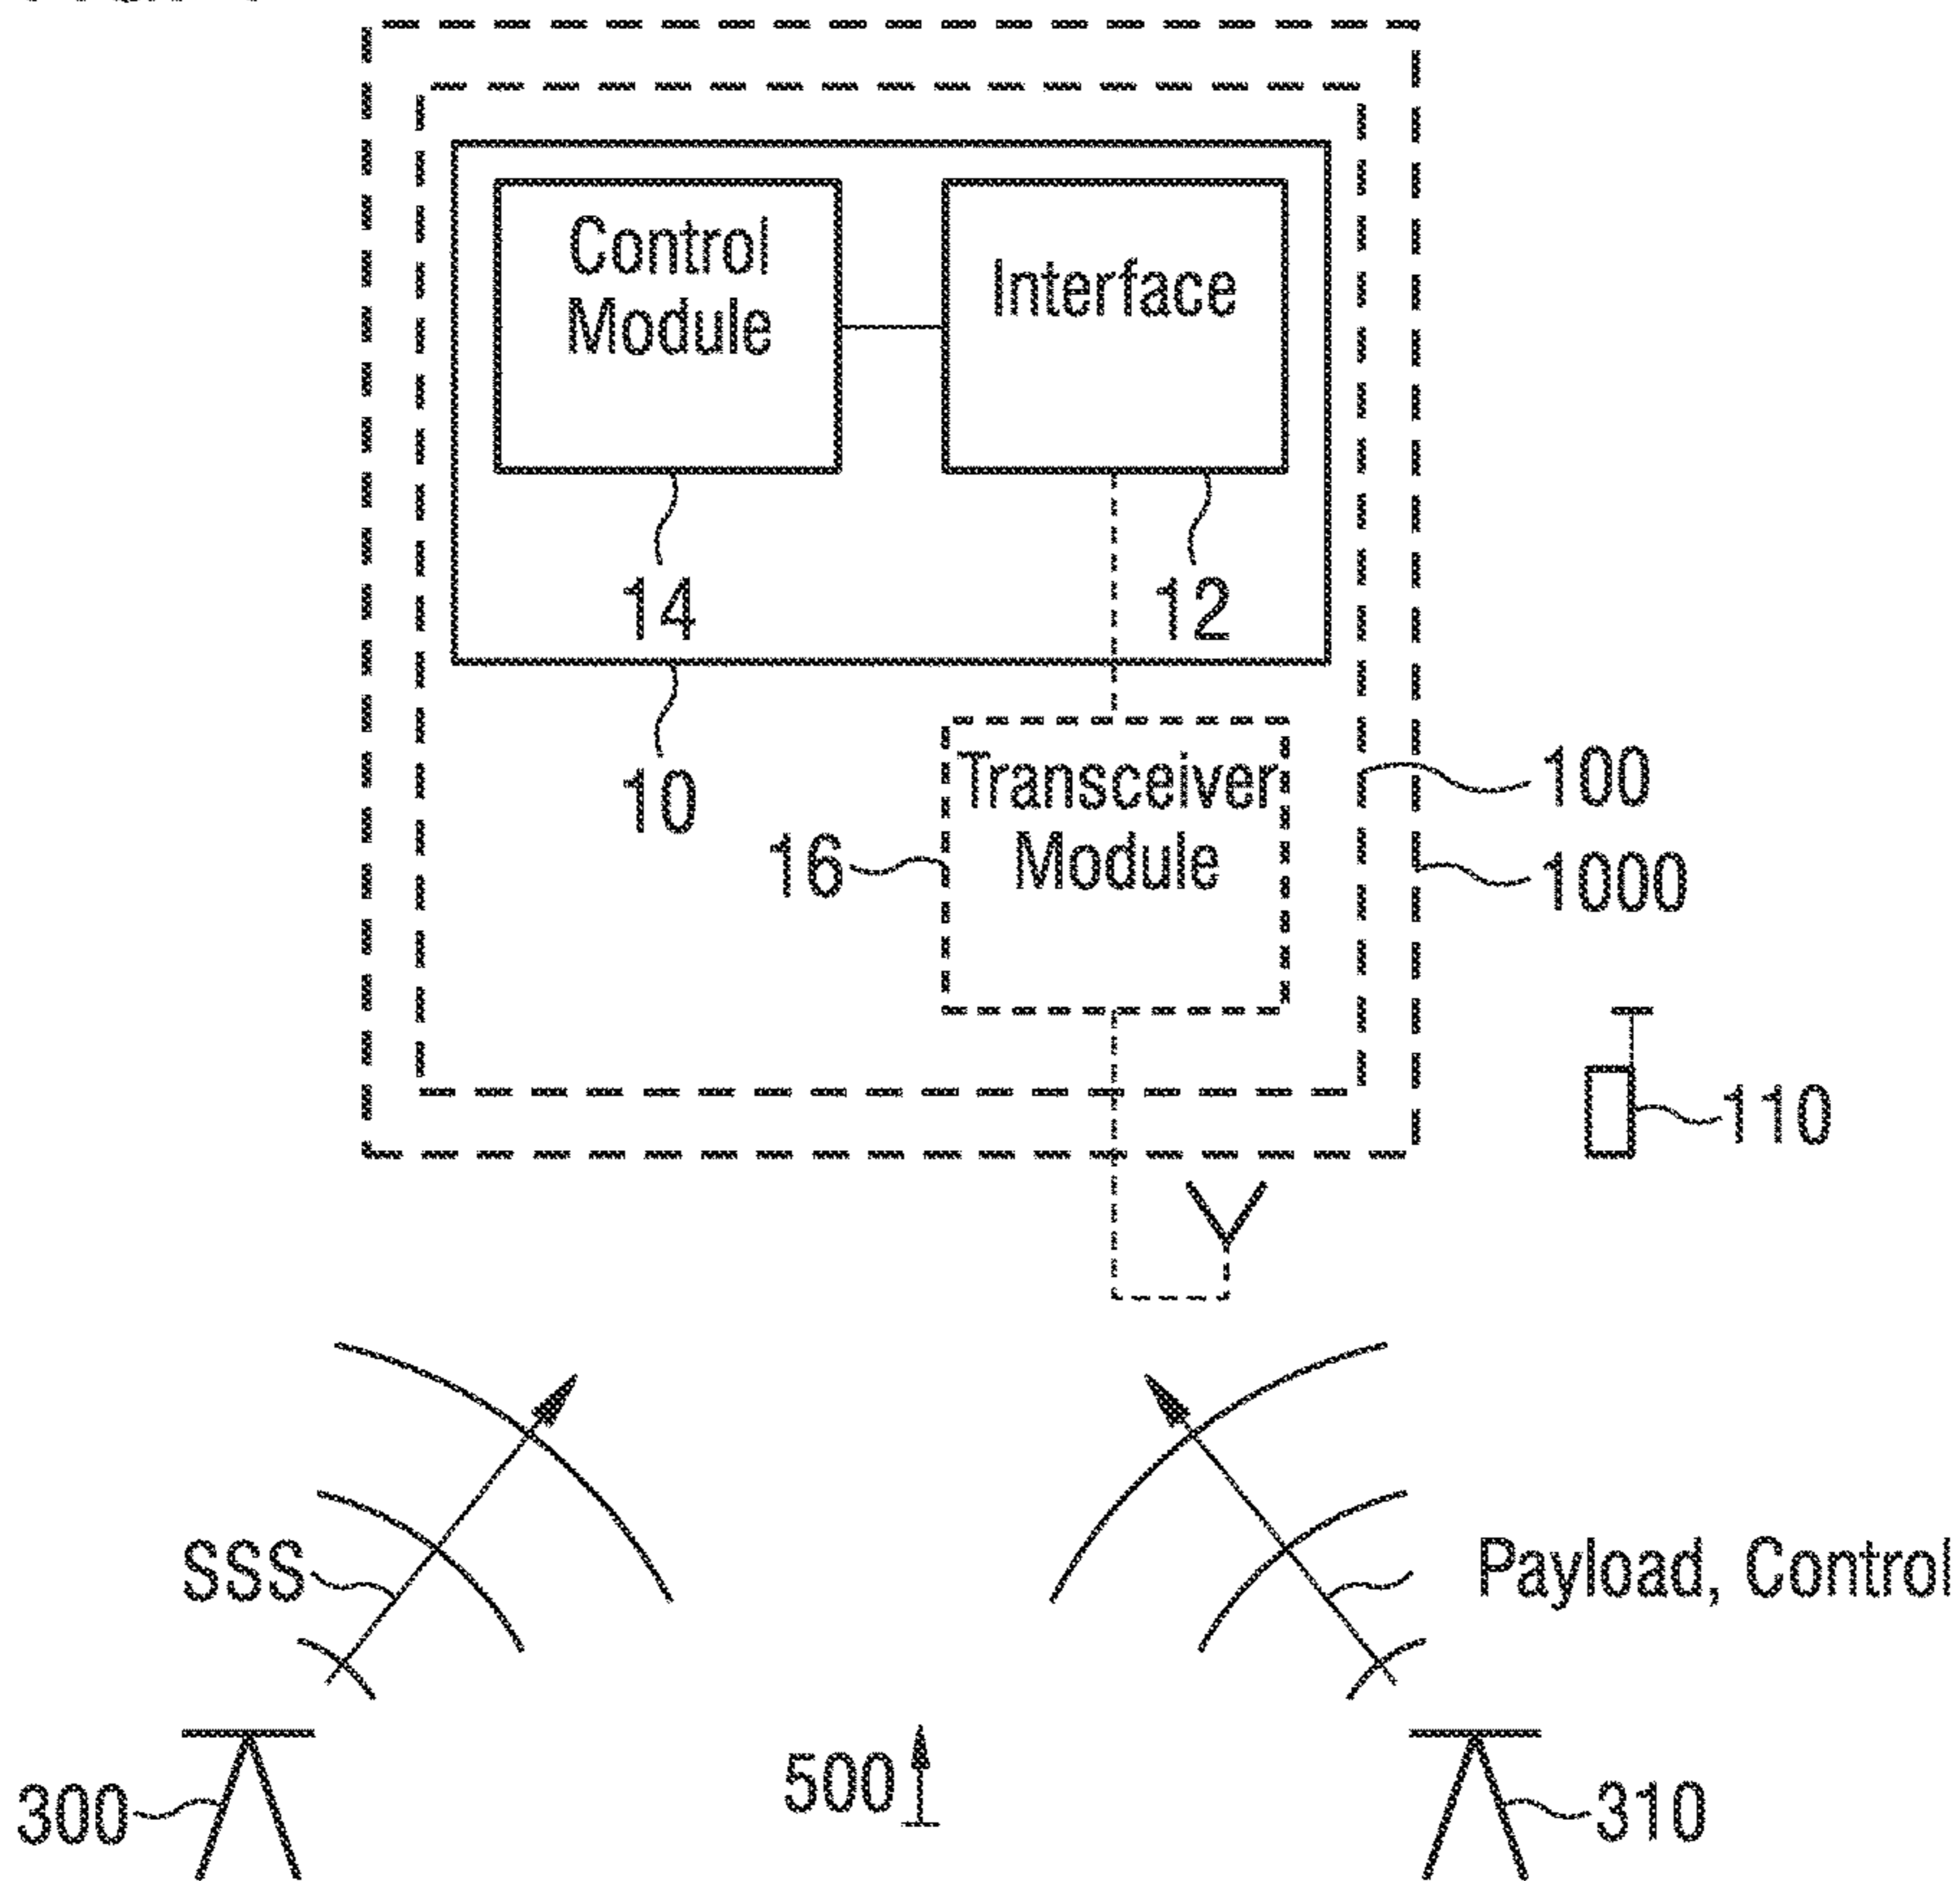 Control
Module
Interface
14
12
10
Transceiver
Module
16
100
1000
110
SSS
Payload, Control
300
500
310